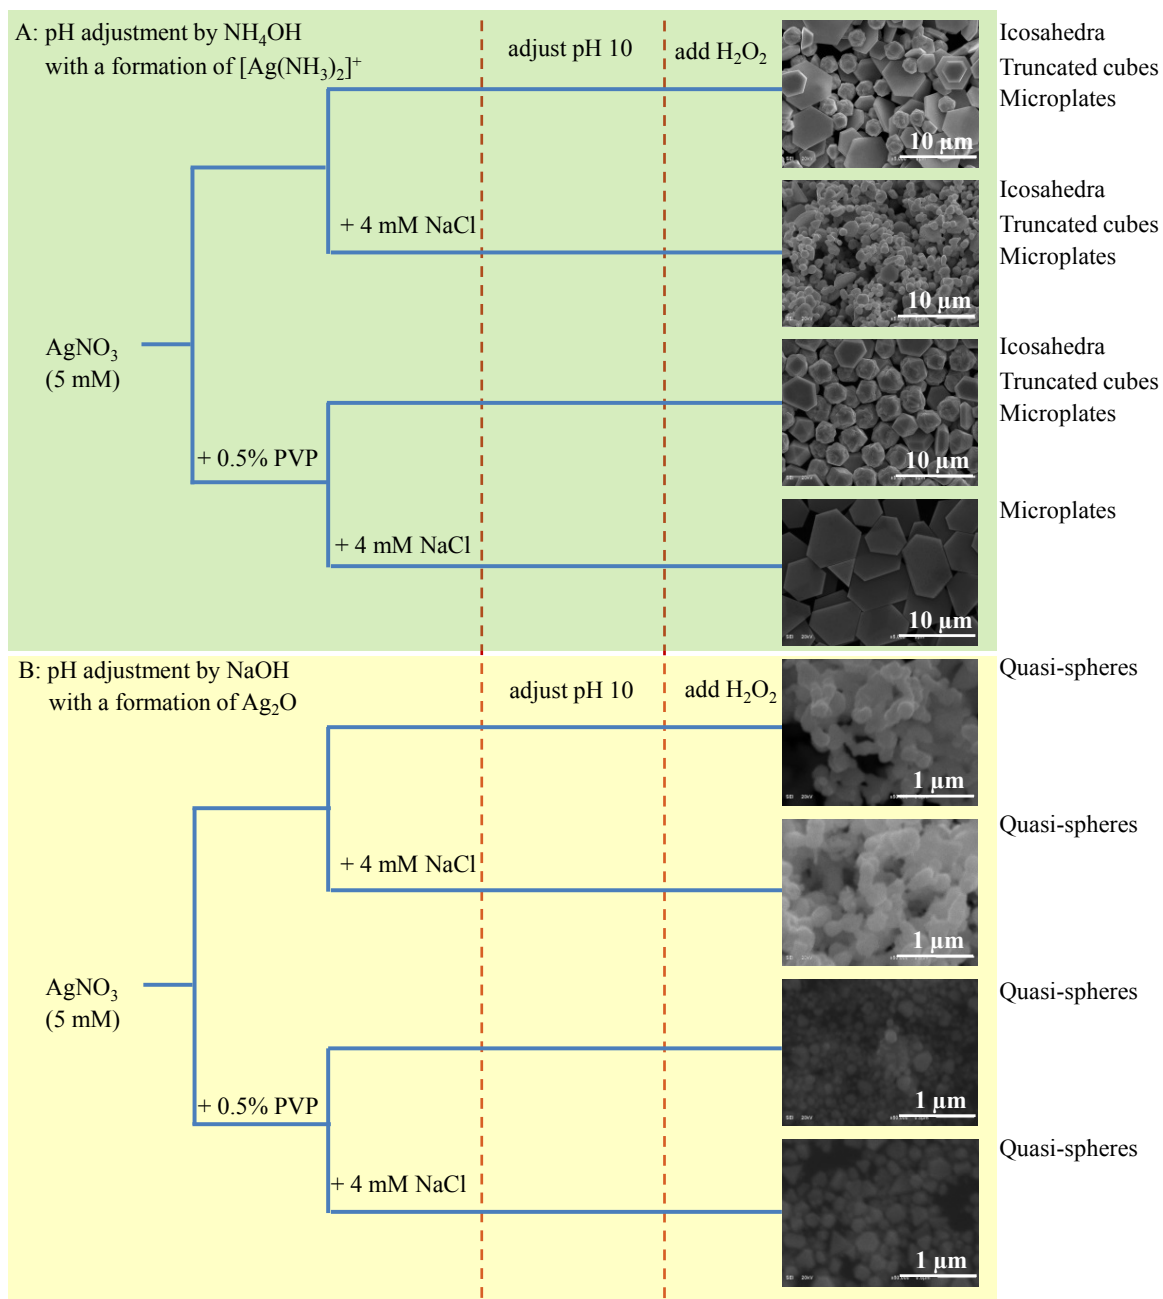 A: pH adjustment by NH₄OH
with a formation of [Ag(NH₃)₂]⁺
adjust pH 10
add H₂O₂
Icosahedra
Truncated cubes
Microplates
10 µm
+ 4 mM NaCl
Icosahedra
Truncated cubes
Microplates
10 µm
AgNO₃
(5 mM)
Icosahedra
Truncated cubes
Microplates
10 µm
+ 0.5% PVP
+ 4 mM NaCl
Microplates
10 µm
B: pH adjustment by NaOH
with a formation of Ag₂O
adjust pH 10
add H₂O₂
Quasi-spheres
1 µm
+ 4 mM NaCl
Quasi-spheres
1 µm
AgNO₃
(5 mM)
Quasi-spheres
1 µm
+ 0.5% PVP
+ 4 mM NaCl
Quasi-spheres
1 µm